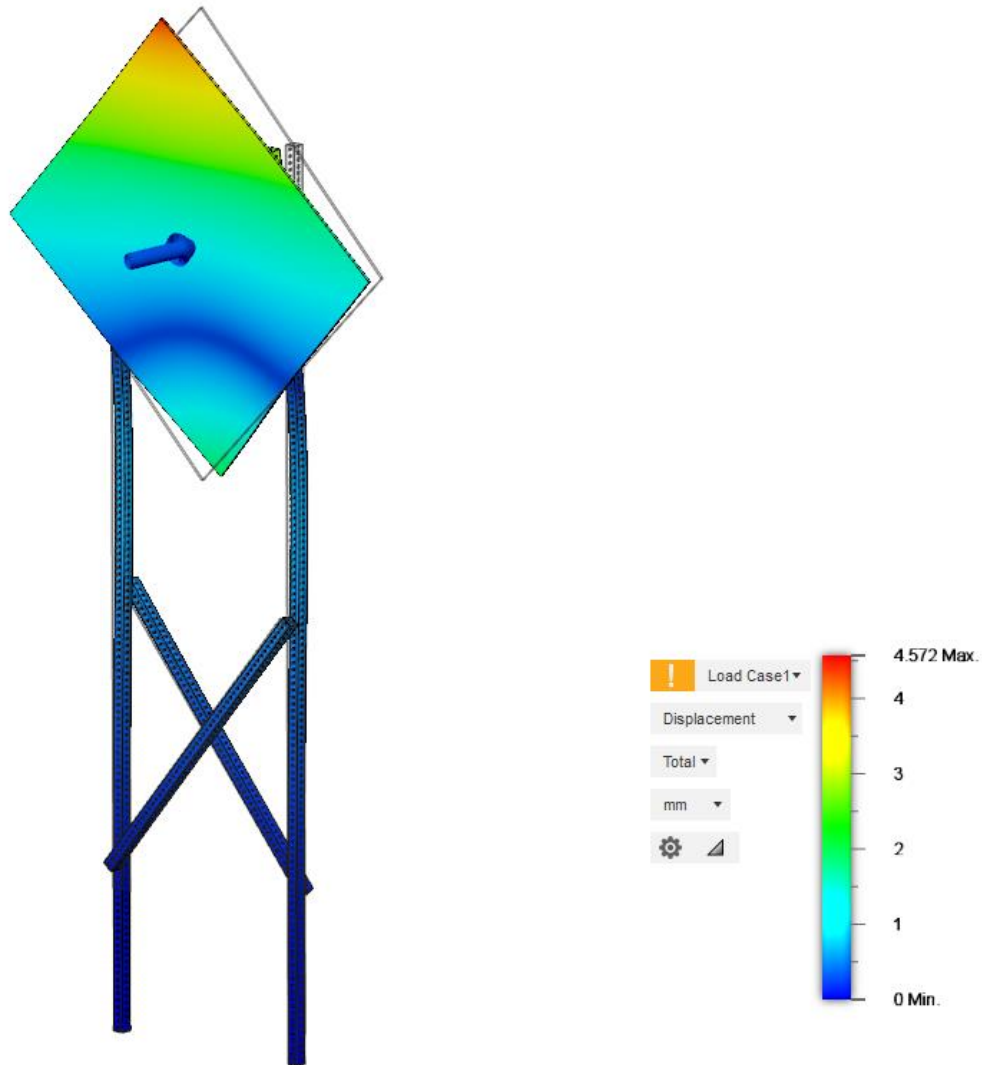 ! Load Case1
Displacement
Total
mm
4.572 Max.
4
3
2
1
0 Min.